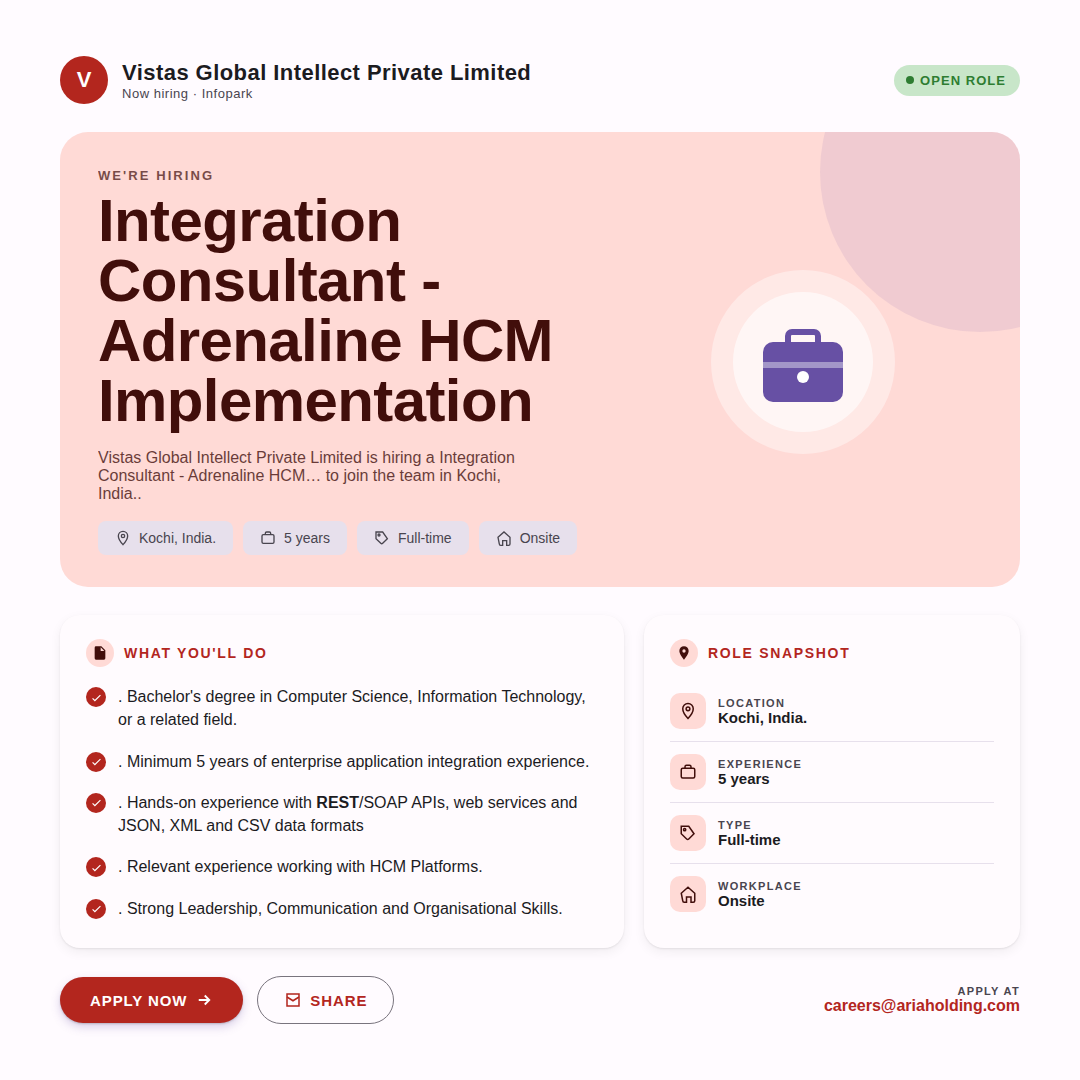 V
Vistas Global Intellect Private Limited
Now hiring · Infopark
OPEN ROLE
WE'RE HIRING
Integration
Consultant -
Adrenaline HCM
Implementation
Vistas Global Intellect Private Limited is hiring a Integration
Consultant - Adrenaline HCM… to join the team in Kochi,
India..
Kochi, India.
5 years
Full-time
Onsite
WHAT YOU'LL DO
. Bachelor's degree in Computer Science, Information Technology,
or a related field.
. Minimum 5 years of enterprise application integration experience.
. Hands-on experience with REST/SOAP APIs, web services and
JSON, XML and CSV data formats
. Relevant experience working with HCM Platforms.
. Strong Leadership, Communication and Organisational Skills.
ROLE SNAPSHOT
LOCATION
Kochi, India.
EXPERIENCE
5 years
TYPE
Full-time
WORKPLACE
Onsite
APPLY NOW
SHARE
APPLY AT
careers@ariaholding.com